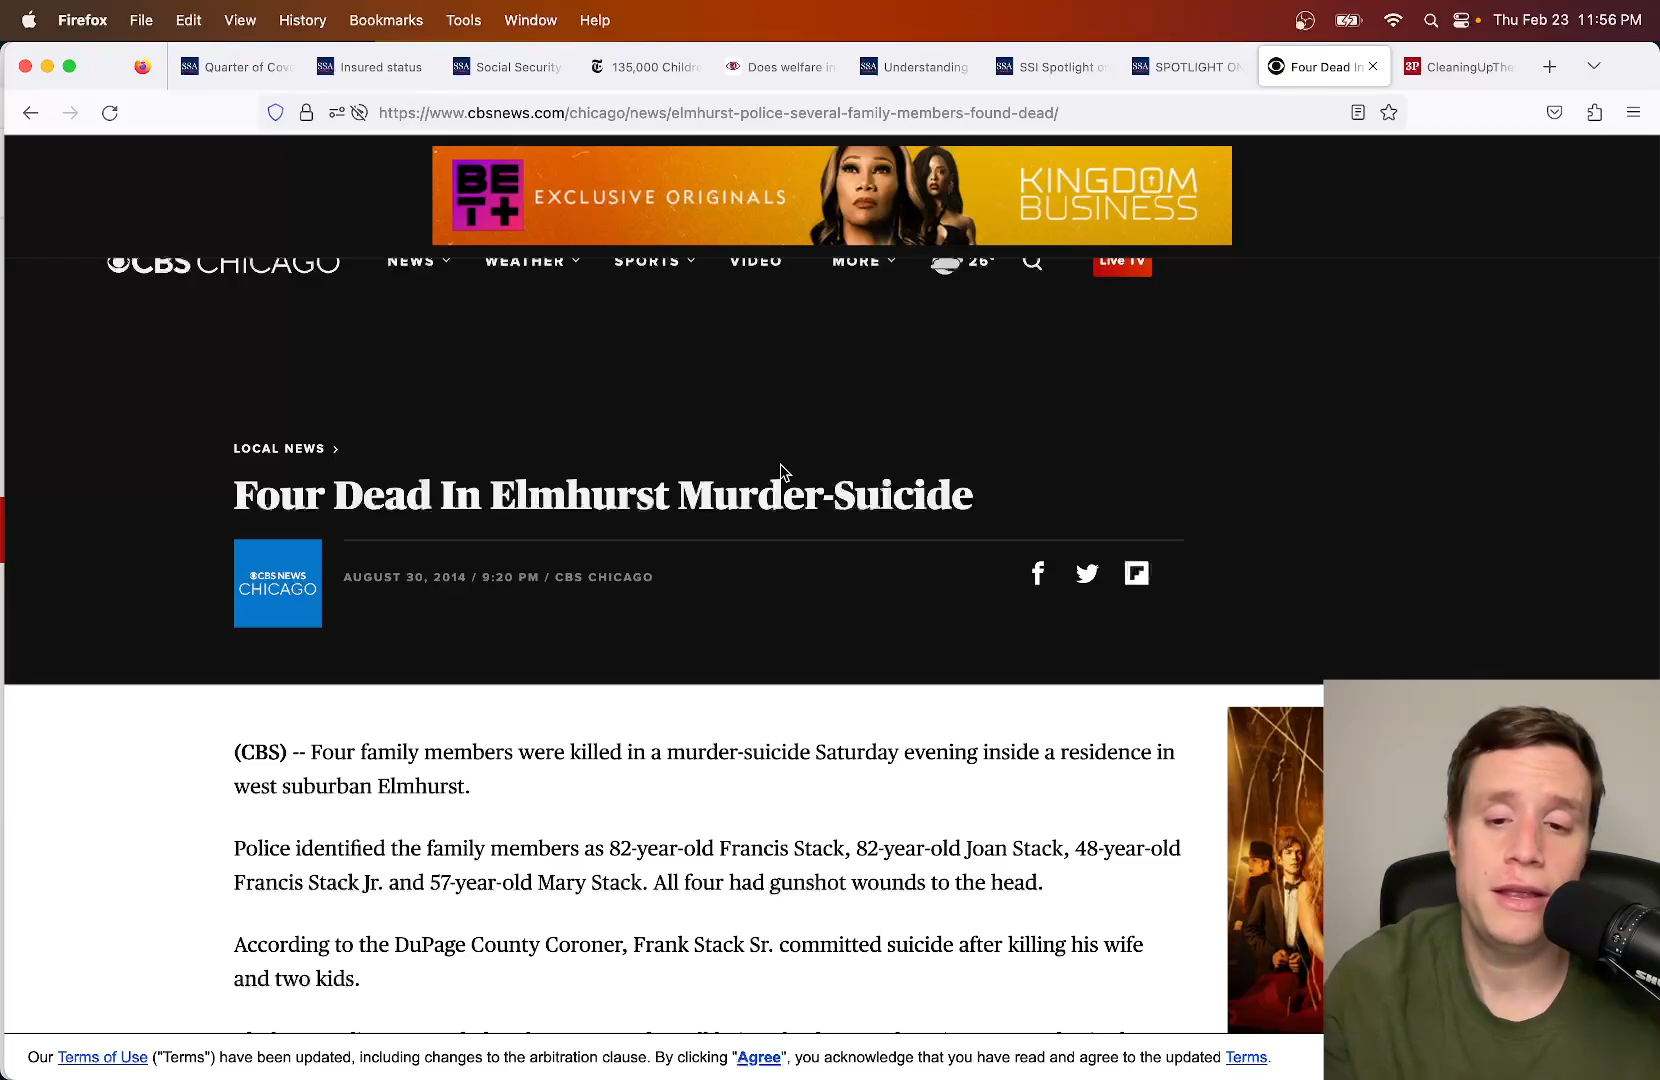 Firefox File Edit View History Bookmarks Tools Window Help Thu Feb 23 11:56 PM
SSA Quarter of Cov SSA Insured status SSA Social Security 135,000 Childr Does welfare in SSA Understanding SSA SSI Spotlight o SSA SPOTLIGHT ON Four Dead In 3P CleaningUpThe
https://www.cbsnews.com/chicago/news/elmhurst-police-several-family-members-found-dead/
BET+ EXCLUSIVE ORIGINALS KINGDOM BUSINESS
CBS CHICAGO NEWS WEATHER SPORTS VIDEO MORE 26° Live TV
LOCAL NEWS >
Four Dead In Elmhurst Murder-Suicide
CBS NEWS CHICAGO
AUGUST 30, 2014 / 9:20 PM / CBS CHICAGO
(CBS) -- Four family members were killed in a murder-suicide Saturday evening inside a residence in
west suburban Elmhurst.
Police identified the family members as 82-year-old Francis Stack, 82-year-old Joan Stack, 48-year-old
Francis Stack Jr. and 57-year-old Mary Stack. All four had gunshot wounds to the head.
According to the DuPage County Coroner, Frank Stack Sr. committed suicide after killing his wife
and two kids.
Our Terms of Use ("Terms") have been updated, including changes to the arbitration clause. By clicking "Agree", you acknowledge that you have read and agree to the updated Terms.